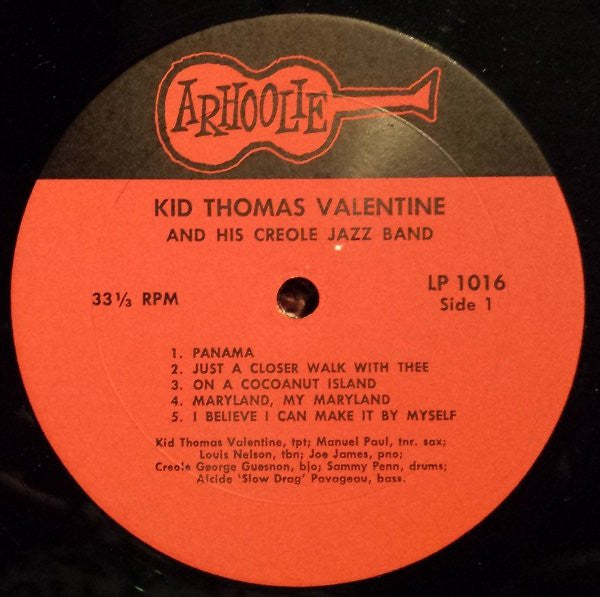 ARHOOLIE
KID THOMAS VALENTINE
AND HIS CREOLE JAZZ BAND
33⅓ RPM
LP 1016
Side 1
1. PANAMA
2. JUST A CLOSER WALK WITH THEE
3. ON A COCOANUT ISLAND
4. MARYLAND, MY MARYLAND
5. I BELIEVE I CAN MAKE IT BY MYSELF
Kid Thomas Valentine, tpt; Manuel Paul, tnr. sax;
Louis Nelson, tbn; Joe James, pno;
Creole George Guesnon, bjo; Sammy Penn, drums;
Alcide 'Slow Drag' Pavageau, bass.